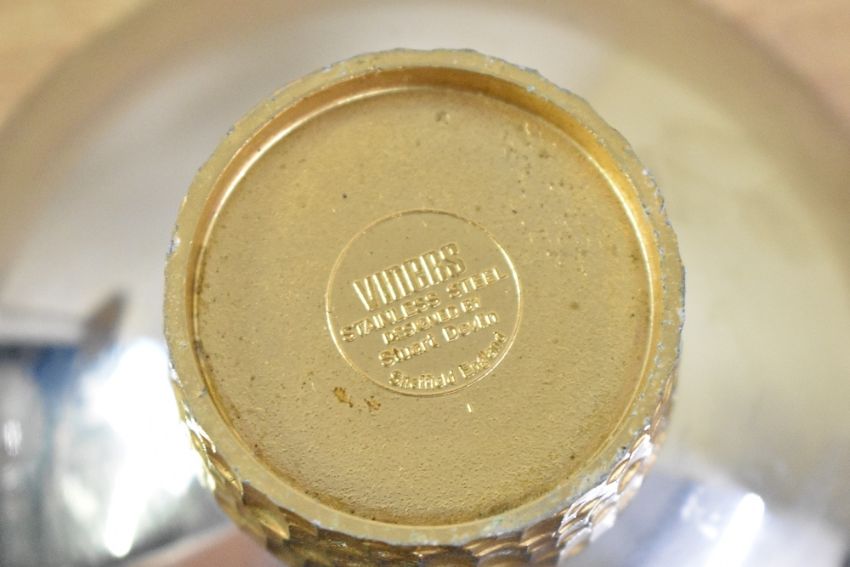 VINERS
STAINLESS STEEL
DESIGNED BY
Stuart Devlin
Sheffield England